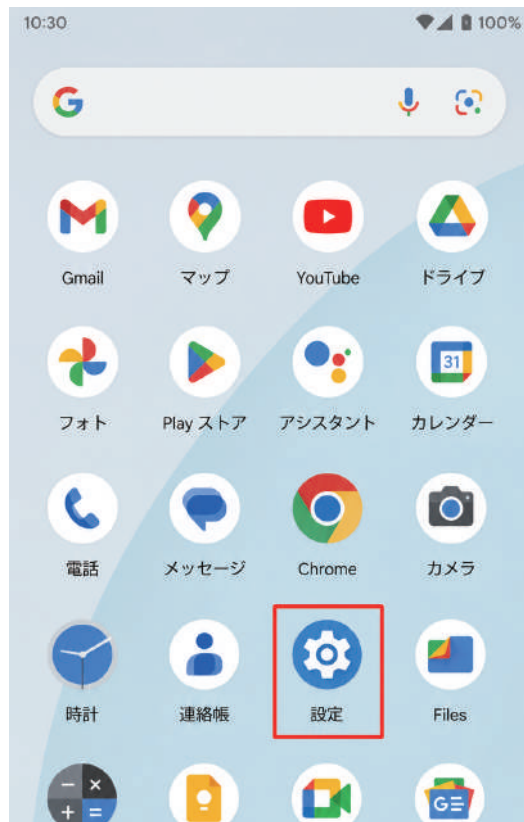 10:30 100%
Gmail マップ YouTube ドライブ
31
フォト Play ストア アシスタント カレンダー
電話 メッセージ Chrome カメラ
時計 連絡帳 設定 Files
GE